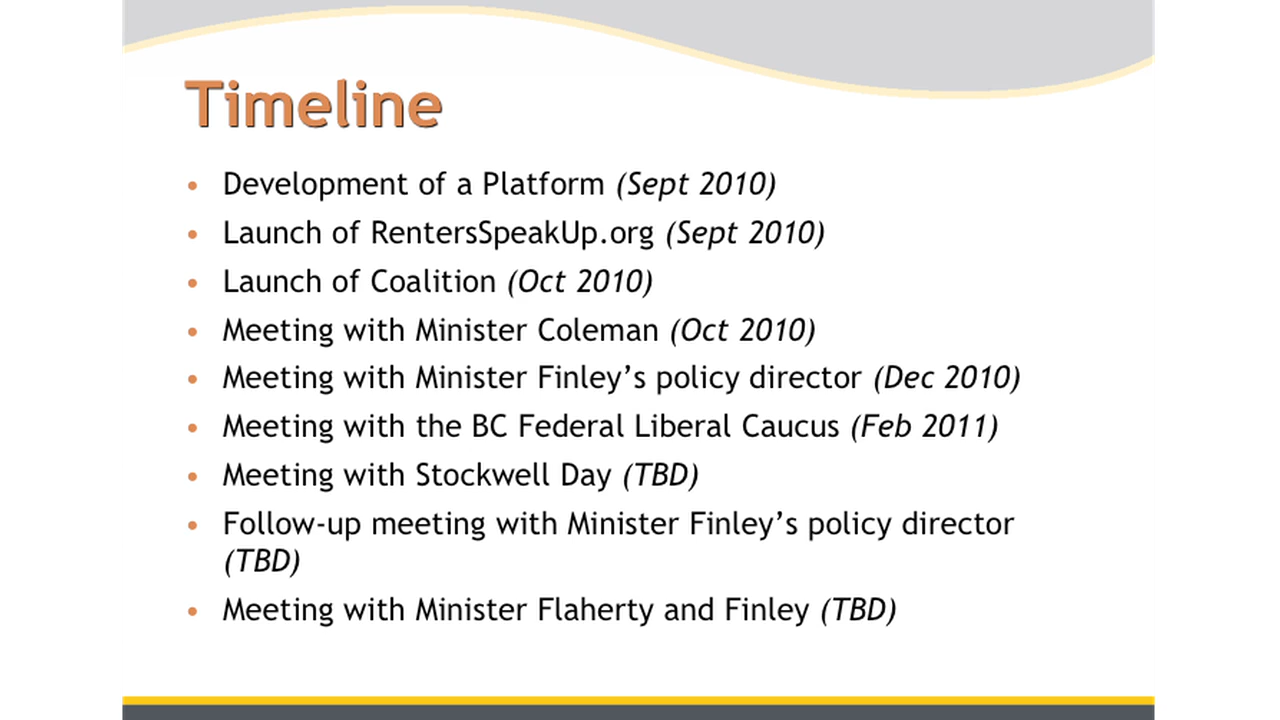 Timeline
• Development of a Platform (Sept 2010)
• Launch of RentersSpeakUp.org (Sept 2010)
• Launch of Coalition (Oct 2010)
• Meeting with Minister Coleman (Oct 2010)
• Meeting with Minister Finley’s policy director (Dec 2010)
• Meeting with the BC Federal Liberal Caucus (Feb 2011)
• Meeting with Stockwell Day (TBD)
• Follow-up meeting with Minister Finley’s policy director
(TBD)
• Meeting with Minister Flaherty and Finley (TBD)